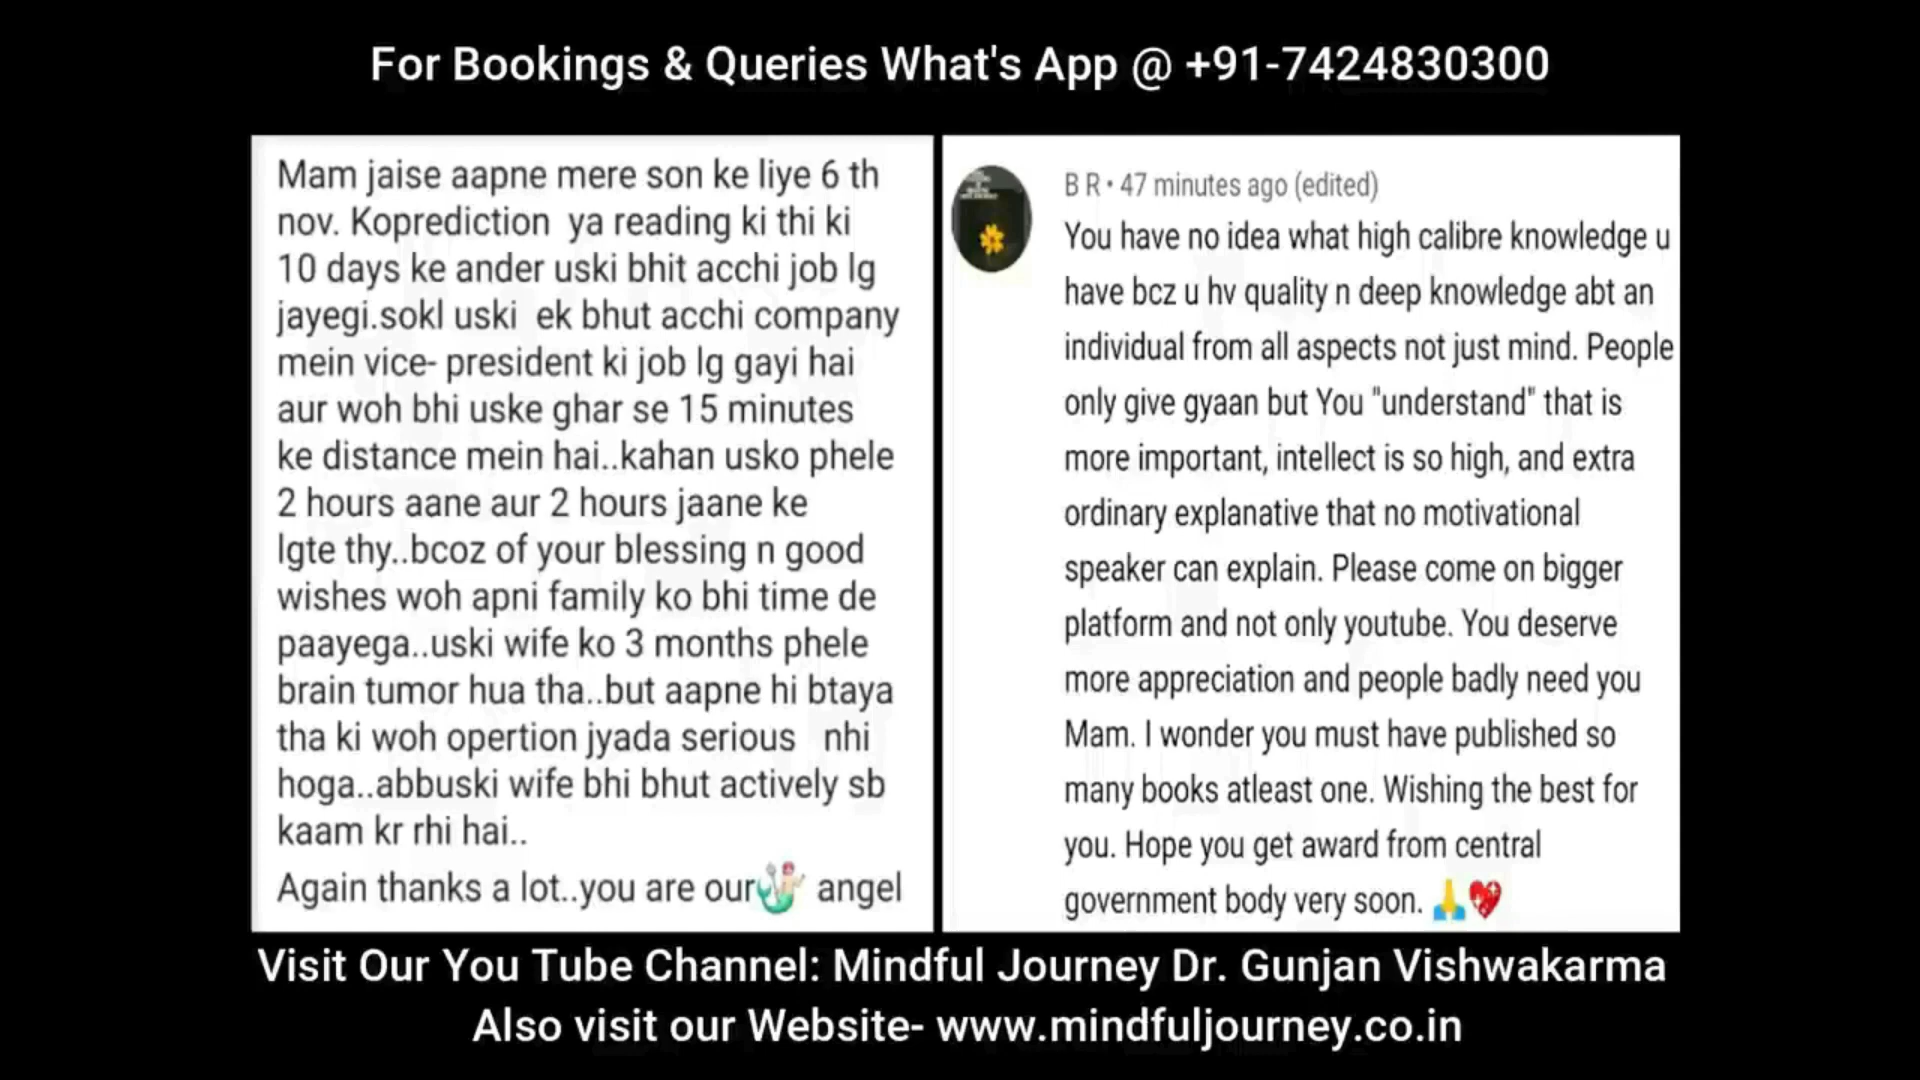 For Bookings & Queries What's App @ +91-7424830300
Mam jaise aapne mere son ke liye 6 th
nov. Koprediction ya reading ki thi ki
10 days ke ander uski bhit acchi job lg
jayegi.sokl uski ek bhut acchi company
mein vice- president ki job lg gayi hai
aur woh bhi uske ghar se 15 minutes
ke distance mein hai..kahan usko phele
2 hours aane aur 2 hours jaane ke
lgte thy..bcoz of your blessing n good
wishes woh apni family ko bhi time de
paayega..uski wife ko 3 months phele
brain tumor hua tha..but aapne hi btaya
tha ki woh opertion jyada serious nhi
hoga..abbuski wife bhi bhut actively sb
kaam kr rhi hai..
Again thanks a lot..you are our🧜 angel
B R • 47 minutes ago (edited)
You have no idea what high calibre knowledge u
have bcz u hv quality n deep knowledge abt an
individual from all aspects not just mind. People
only give gyaan but You "understand" that is
more important, intellect is so high, and extra
ordinary explanative that no motivational
speaker can explain. Please come on bigger
platform and not only youtube. You deserve
more appreciation and people badly need you
Mam. I wonder you must have published so
many books atleast one. Wishing the best for
you. Hope you get award from central
government body very soon. 🙏💖
Visit Our You Tube Channel: Mindful Journey Dr. Gunjan Vishwakarma
Also visit our Website- www.mindfuljourney.co.in